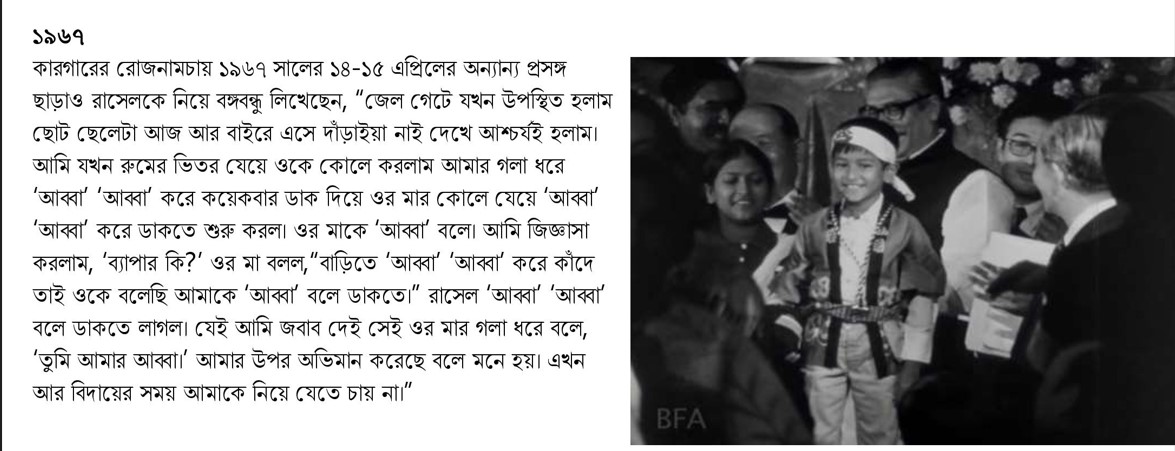 ১৯৬৭
কারগারের রোজনামচায় ১৯৬৭ সালের ১৪-১৫ এপ্রিলের অন্যান্য প্রসঙ্গ
ছাড়াও রাসেলকে নিয়ে বঙ্গবন্ধু লিখেছেন, “জেল গেটে যখন উপস্থিত হলাম
ছোট ছেলেটা আজ আর বাইরে এসে দাঁড়াইয়া নাই দেখে আশ্চর্যই হলাম।
আমি যখন রুমের ভিতর যেয়ে ওকে কোলে করলাম আমার গলা ধরে
‘আব্বা’ ‘আব্বা’ করে কয়েকবার ডাক দিয়ে ওর মার কোলে যেয়ে ‘আব্বা’
‘আব্বা’ করে ডাকতে শুরু করল। ওর মাকে ‘আব্বা’ বলে। আমি জিজ্ঞাসা
করলাম, ‘ব্যাপার কি?’ ওর মা বলল,“বাড়িতে ‘আব্বা’ ‘আব্বা’ করে কাঁদে
তাই ওকে বলেছি আমাকে ‘আব্বা’ বলে ডাকতে।” রাসেল ‘আব্বা’ ‘আব্বা’
বলে ডাকতে লাগল। যেই আমি জবাব দেই সেই ওর মার গলা ধরে বলে,
‘তুমি আমার আব্বা।’ আমার উপর অভিমান করেছে বলে মনে হয়। এখন
আর বিদায়ের সময় আমাকে নিয়ে যেতে চায় না।”
BFA